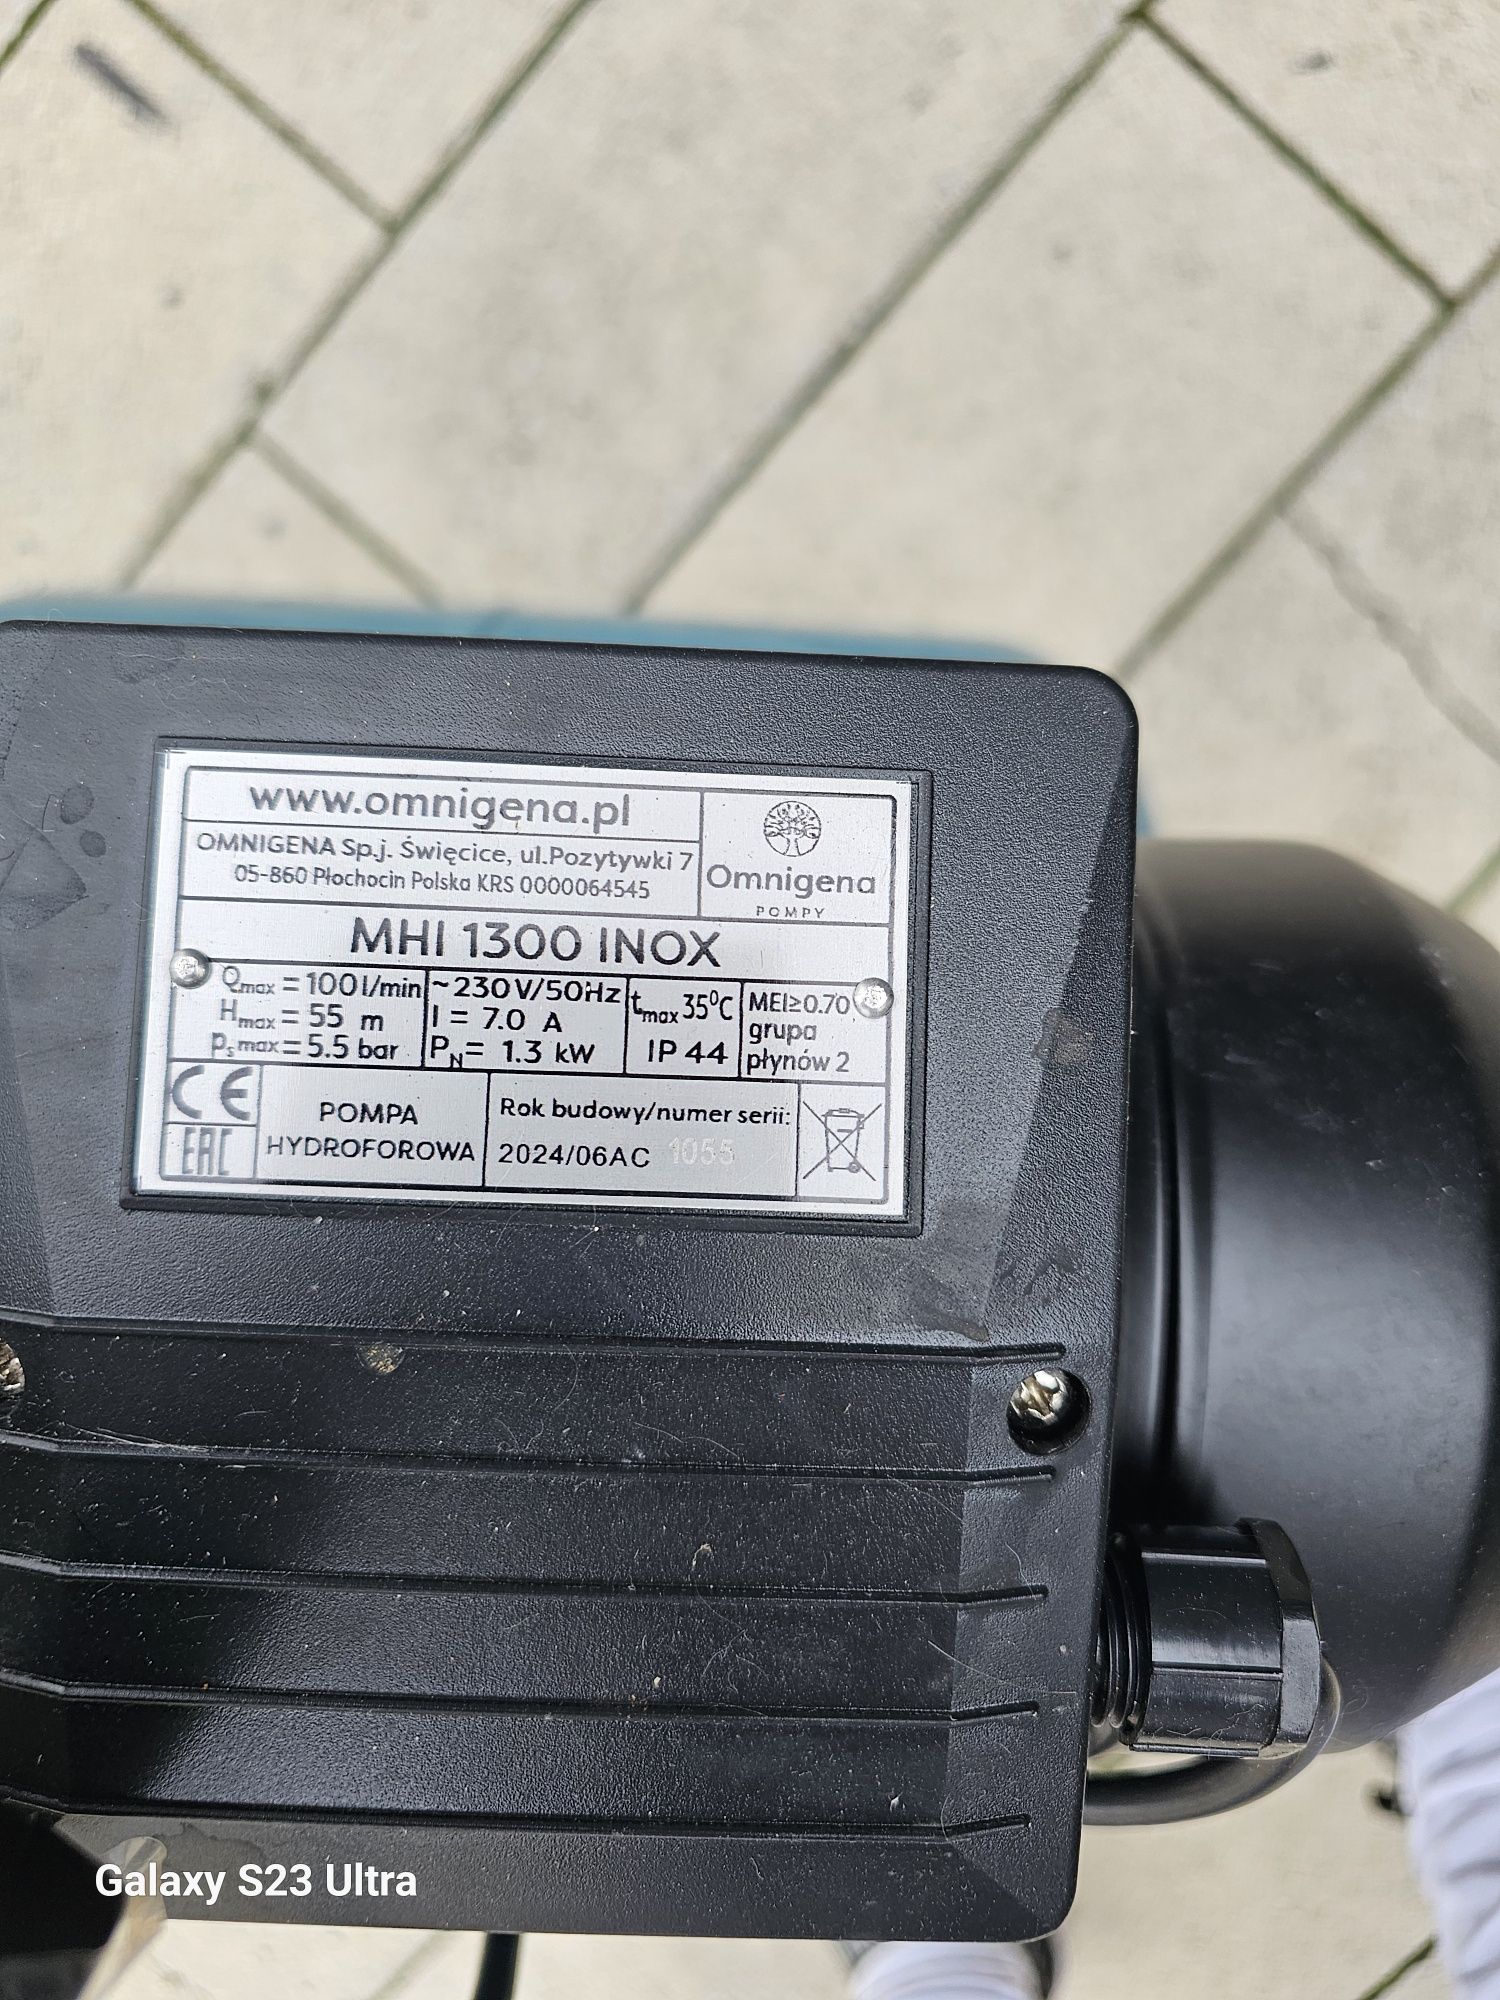 www.omnigena.pl
OMNIGENA Sp.j. Święcice, ul.Pozytywki 7
05-860 Płochocin Polska KRS 0000064545
Omnigena
POMPY
MHI 1300 INOX
Qmax = 100 l/min
Hmax = 55 m
psmax = 5.5 bar
~230V/50Hz
I = 7.0 A
PN = 1.3 kW
tmax 35°C
IP 44
MEI≥0.70
grupa
płynów 2
CE
EAC
POMPA
HYDROFOROWA
Rok budowy/numer serii:
2024/06AC 1055
Galaxy S23 Ultra